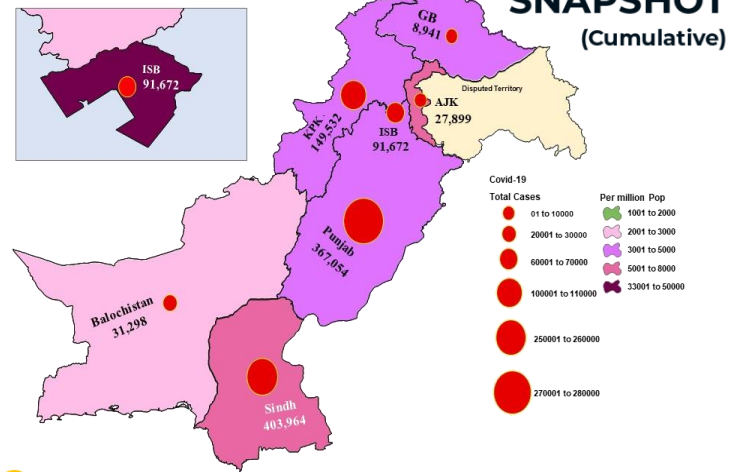 SNAPSHOT
(Cumulative)
ISB
91,672
GB
8,941
Disputed Territory
AJK
27,899
KPK
149,532
ISB
91,672
Punjab
367,054
Balochistan
31,298
Sindh
403,964
Covid-19
Total Cases
01 to 10000
20001 to 30000
60001 to 70000
100001 to 110000
250001 to 260000
270001 to 280000
Per million Pop
1001 to 2000
2001 to 3000
3001 to 5000
5001 to 8000
33001 to 50000